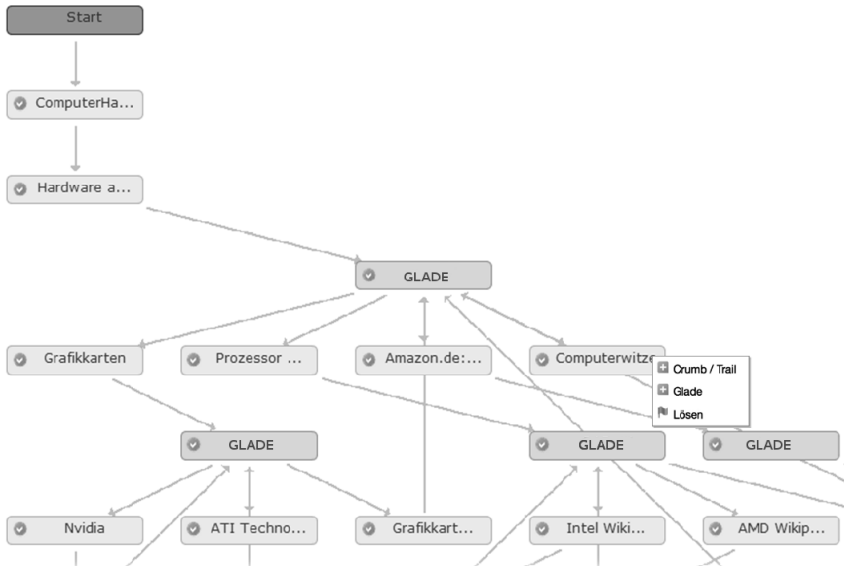 Start
ComputerHa...
Hardware a...
GLADE
Grafikkarten
Prozessor ...
Amazon.de:...
Computerwitze
Crumb / Trail
Glade
Lösen
GLADE
GLADE
GLADE
Nvidia
ATI Techno...
Grafikkart...
Intel Wiki...
AMD Wikip...